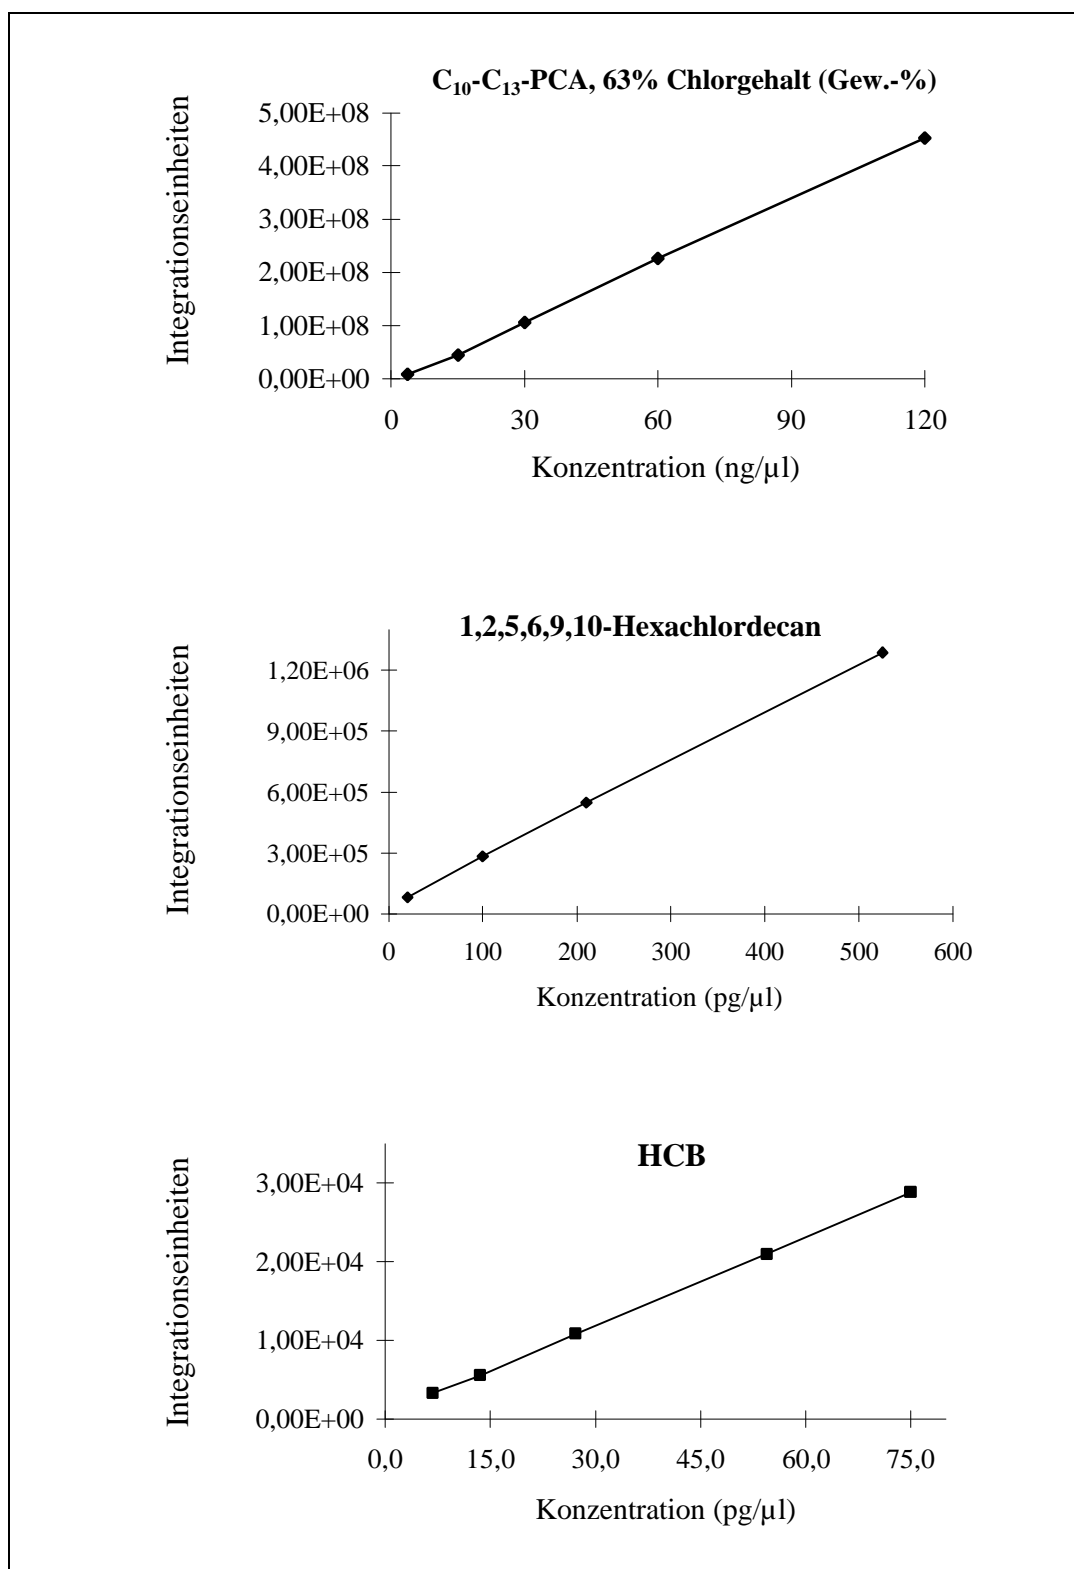 C₁₀-C₁₃-PCA, 63% Chlorgehalt (Gew.-%)
Integrationseinheiten
5,00E+08
4,00E+08
3,00E+08
2,00E+08
1,00E+08
0,00E+00
0 30 60 90 120
Konzentration (ng/µl)
1,2,5,6,9,10-Hexachlordecan
Integrationseinheiten
1,20E+06
9,00E+05
6,00E+05
3,00E+05
0,00E+00
0 100 200 300 400 500 600
Konzentration (pg/µl)
HCB
Integrationseinheiten
3,00E+04
2,00E+04
1,00E+04
0,00E+00
0,0 15,0 30,0 45,0 60,0 75,0
Konzentration (pg/µl)